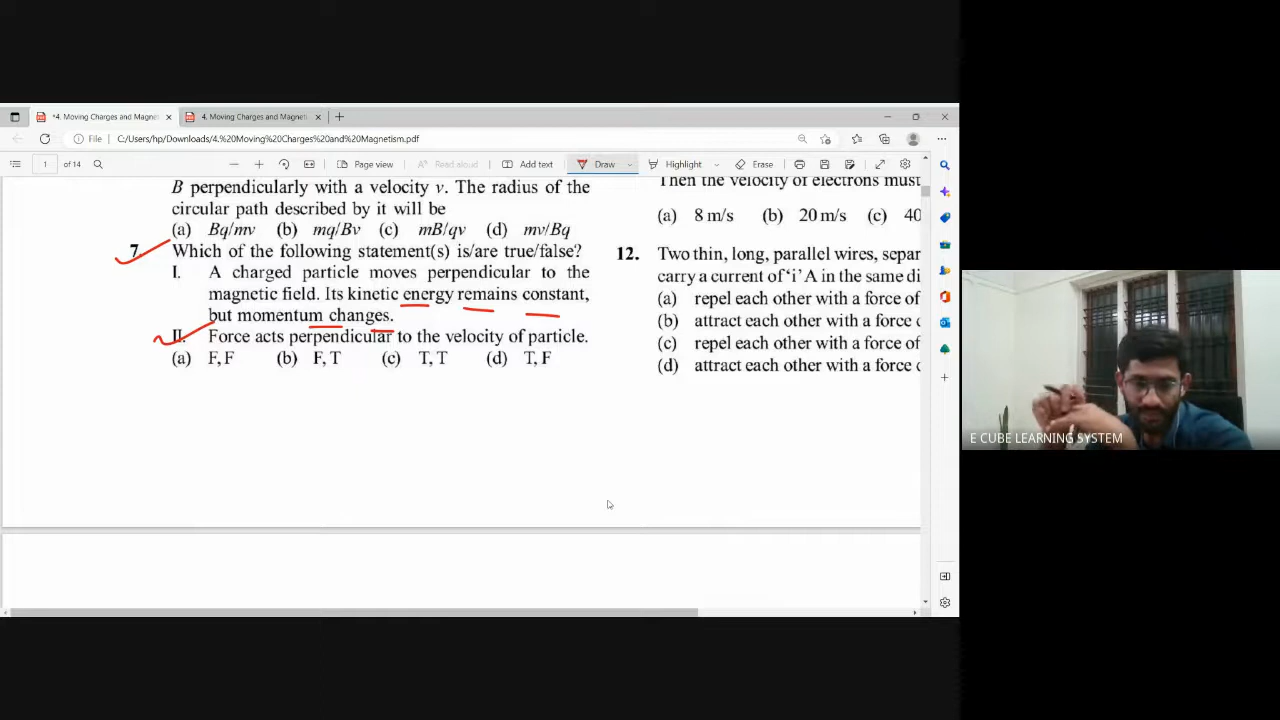 *4. Moving Charges and Magnet
4. Moving Charges and Magneti
File
C:/Users/hp/Downloads/4.%20Moving%20Charges%20and%20Magnetism.pdf
1 of 14
Page view
Read aloud
Add text
Draw
Highlight
Erase
B perpendicularly with a velocity v. The radius of the
circular path described by it will be
(a) Bq/mv (b) mq/Bv (c) mB/qv (d) mv/Bq
7. Which of the following statement(s) is/are true/false?
I. A charged particle moves perpendicular to the
magnetic field. Its kinetic energy remains constant,
but momentum changes.
II. Force acts perpendicular to the velocity of particle.
(a) F, F (b) F, T (c) T, T (d) T, F
Then the velocity of electrons must
(a) 8 m/s (b) 20 m/s (c) 40
12. Two thin, long, parallel wires, separ
carry a current of 'i' A in the same di
(a) repel each other with a force of
(b) attract each other with a force o
(c) repel each other with a force of
(d) attract each other with a force o
E CUBE LEARNING SYSTEM